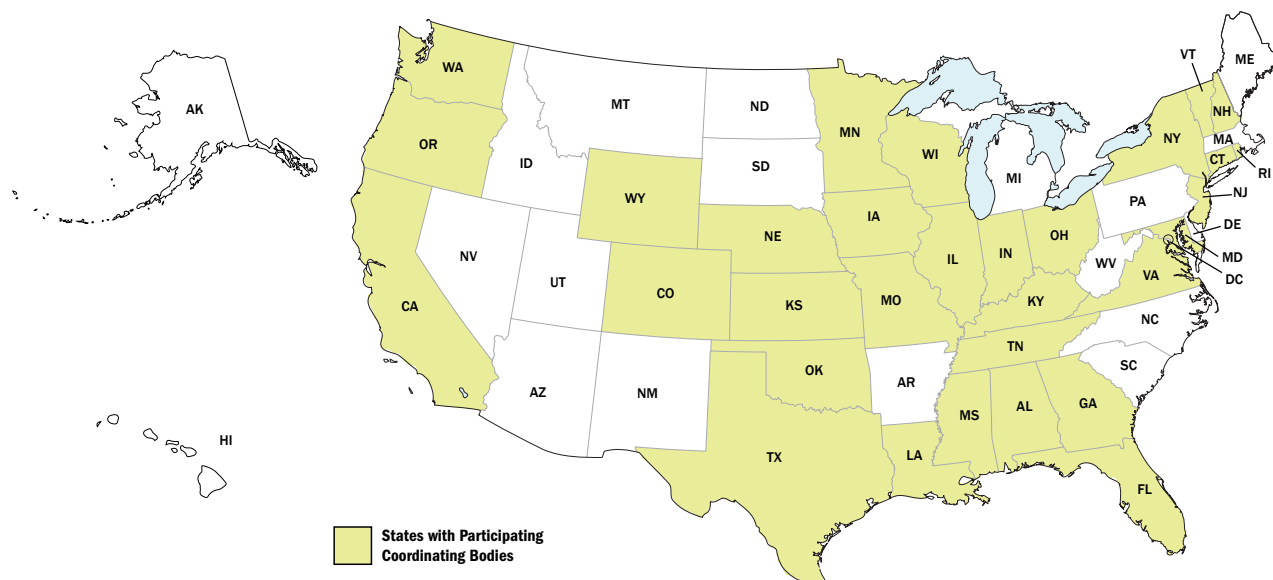 VT
ME
WA
MT
ND
AK
MN
NH
OR
NY
MA
ID
WI
CT
SD
RI
MI
WY
NJ
PA
IA
DE
NE
OH
NV
IL
IN
MD
WV
UT
VA
DC
CO
MO
CA
KS
KY
NC
TN
SC
OK
AR
AZ
NM
GA
AL
MS
HI
TX
LA
FL
States with Participating
Coordinating Bodies